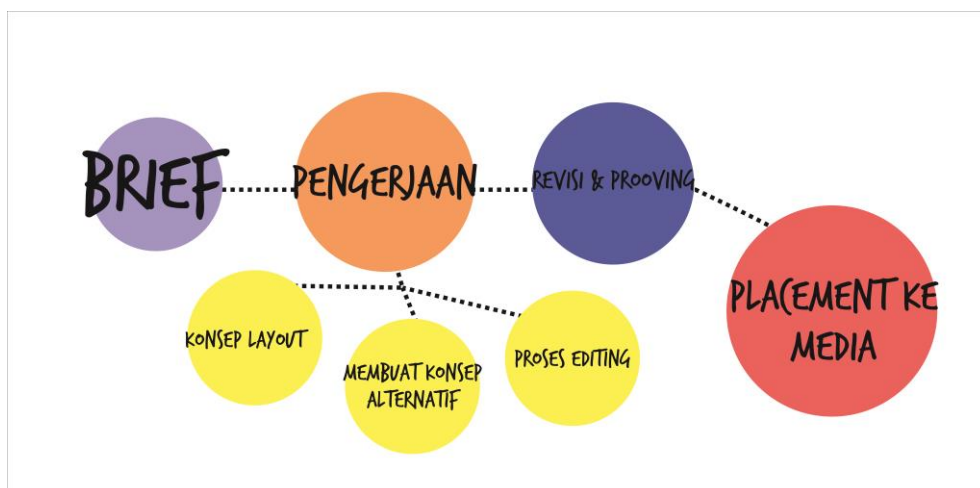 BRIEF
PENGERJAAN
REVISI & PROOVING
PLACEMENT KE
MEDIA
KONSEP LAYOUT
MEMBUAT KONSEP
ALTERNATIF
PROSES EDITING